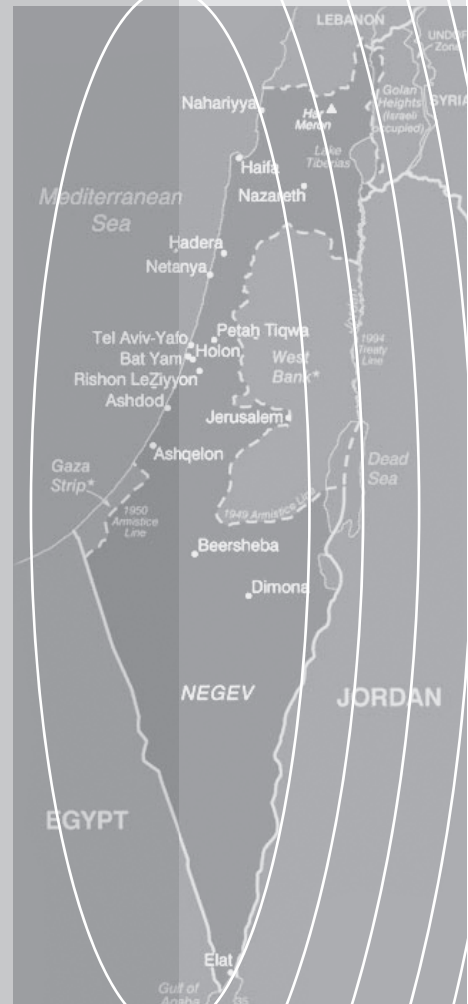 LEBANON
UNDOF
Zone
Golan
Heights
(Israeli
occupied)
SYRIA
Nahariyya
Har
Meron
Lake
Tiberias
Haifa
Nazareth
Mediterranean
Sea
Hadera
Netanya
Tel Aviv-Yafo
Petah Tiqwa
Bat Yam
Holon
Rishon LeZiyyon
Ashdod
West
Bank*
1994
Treaty
Line
Jerusalem
Ashqelon
Gaza
Strip*
1950
Armistice
Line
1949 Armistice Line
Dead
Sea
Beersheba
Dimona
NEGEV
JORDAN
EGYPT
Elat
Gulf of
Aqaba